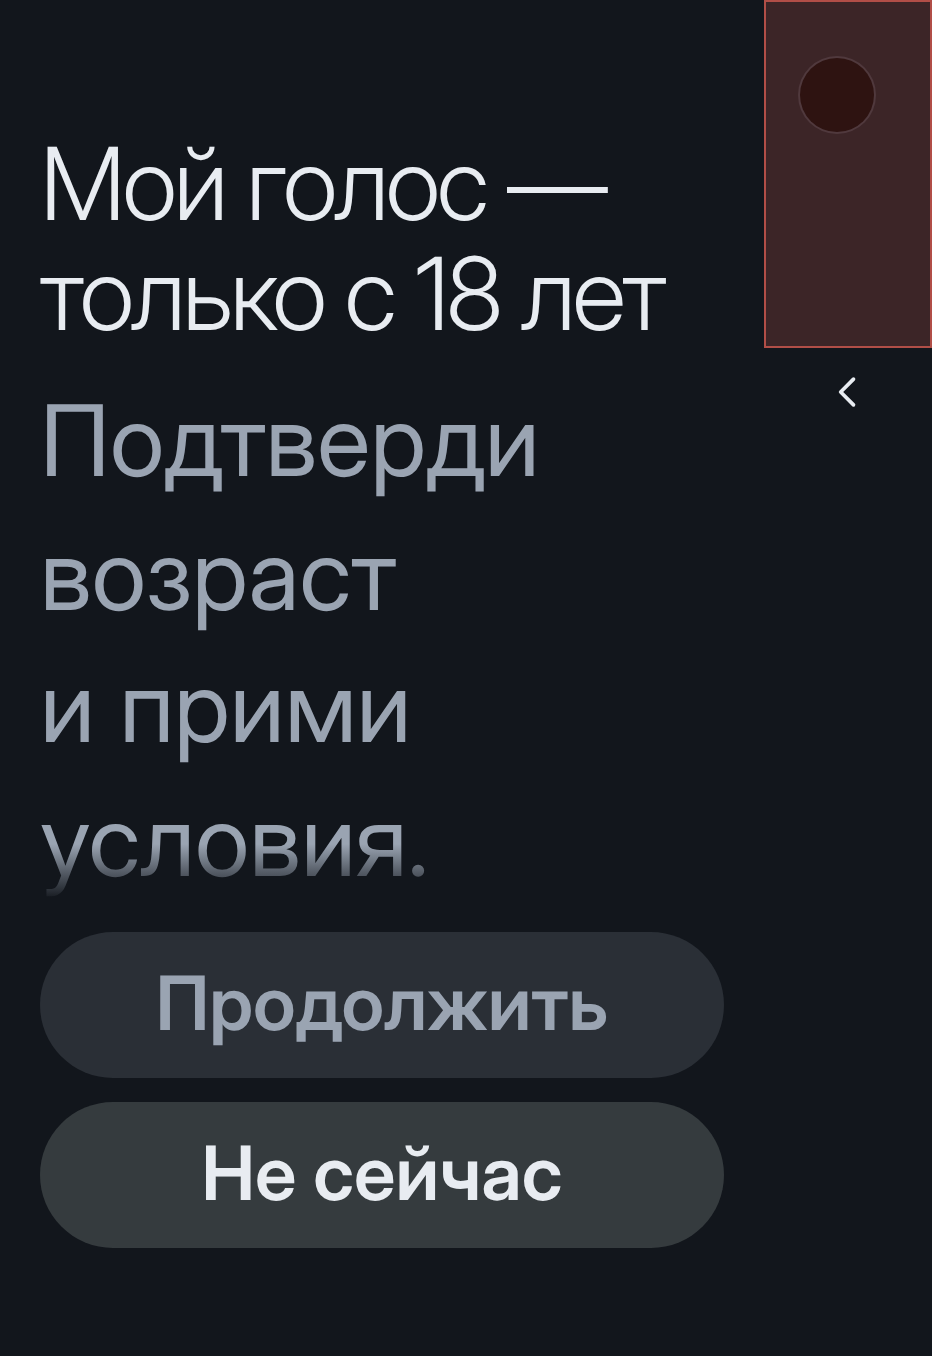 Мой голос —
только с 18 лет
Подтверди
возраст
и прими
условия.
Продолжить
Не сейчас